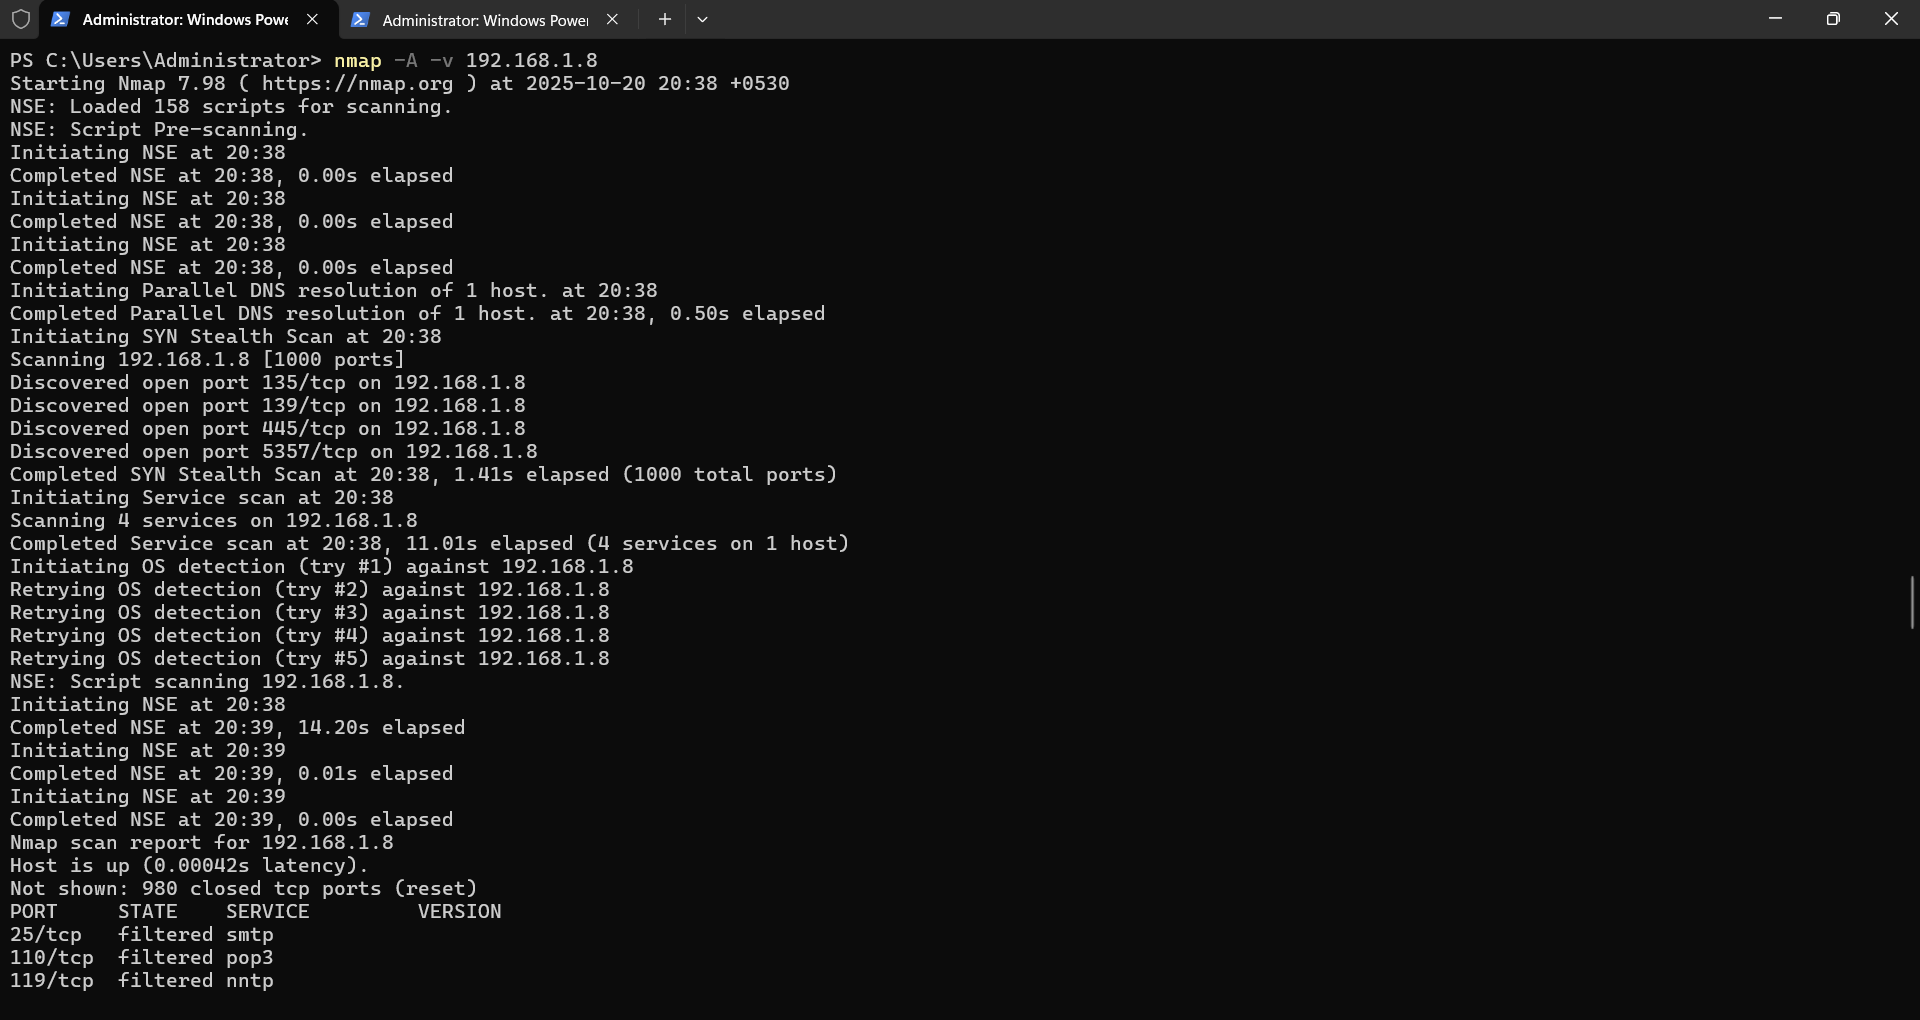 Administrator: Windows Powe
Administrator: Windows Power
PS C:\Users\Administrator> nmap -A -v 192.168.1.8
Starting Nmap 7.98 ( https://nmap.org ) at 2025-10-20 20:38 +0530
NSE: Loaded 158 scripts for scanning.
NSE: Script Pre-scanning.
Initiating NSE at 20:38
Completed NSE at 20:38, 0.00s elapsed
Initiating NSE at 20:38
Completed NSE at 20:38, 0.00s elapsed
Initiating NSE at 20:38
Completed NSE at 20:38, 0.00s elapsed
Initiating Parallel DNS resolution of 1 host. at 20:38
Completed Parallel DNS resolution of 1 host. at 20:38, 0.50s elapsed
Initiating SYN Stealth Scan at 20:38
Scanning 192.168.1.8 [1000 ports]
Discovered open port 135/tcp on 192.168.1.8
Discovered open port 139/tcp on 192.168.1.8
Discovered open port 445/tcp on 192.168.1.8
Discovered open port 5357/tcp on 192.168.1.8
Completed SYN Stealth Scan at 20:38, 1.41s elapsed (1000 total ports)
Initiating Service scan at 20:38
Scanning 4 services on 192.168.1.8
Completed Service scan at 20:38, 11.01s elapsed (4 services on 1 host)
Initiating OS detection (try #1) against 192.168.1.8
Retrying OS detection (try #2) against 192.168.1.8
Retrying OS detection (try #3) against 192.168.1.8
Retrying OS detection (try #4) against 192.168.1.8
Retrying OS detection (try #5) against 192.168.1.8
NSE: Script scanning 192.168.1.8.
Initiating NSE at 20:38
Completed NSE at 20:39, 14.20s elapsed
Initiating NSE at 20:39
Completed NSE at 20:39, 0.01s elapsed
Initiating NSE at 20:39
Completed NSE at 20:39, 0.00s elapsed
Nmap scan report for 192.168.1.8
Host is up (0.00042s latency).
Not shown: 980 closed tcp ports (reset)
PORT     STATE    SERVICE         VERSION
25/tcp   filtered smtp
110/tcp  filtered pop3
119/tcp  filtered nntp